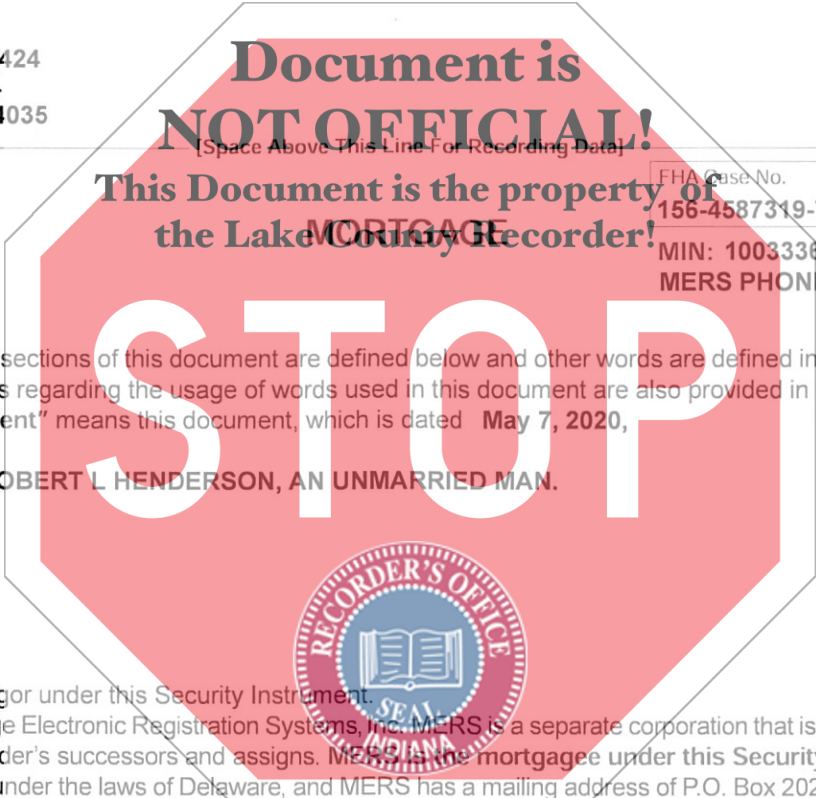 424
4035
Document is
NOT OFFICIAL!
[Space Above This Line For Recording Data]
This Document is the property of
the Lake County Recorder!
MORTGAGE
FHA Case No.
156-4587319-
MIN: 1003336
MERS PHON
STOP
sections of this document are defined below and other words are defined in
s regarding the usage of words used in this document are also provided in
ent” means this document, which is dated May 7, 2020,
OBERT L HENDERSON, AN UNMARRIED MAN.
RECORDER'S OFFICE
SEAL
INDIANA
gor under this Security Instrument.
ge Electronic Registration Systems, Inc. MERS is a separate corporation that is
der's successors and assigns. MERS is the mortgagee under this Security
under the laws of Delaware, and MERS has a mailing address of P.O. Box 202